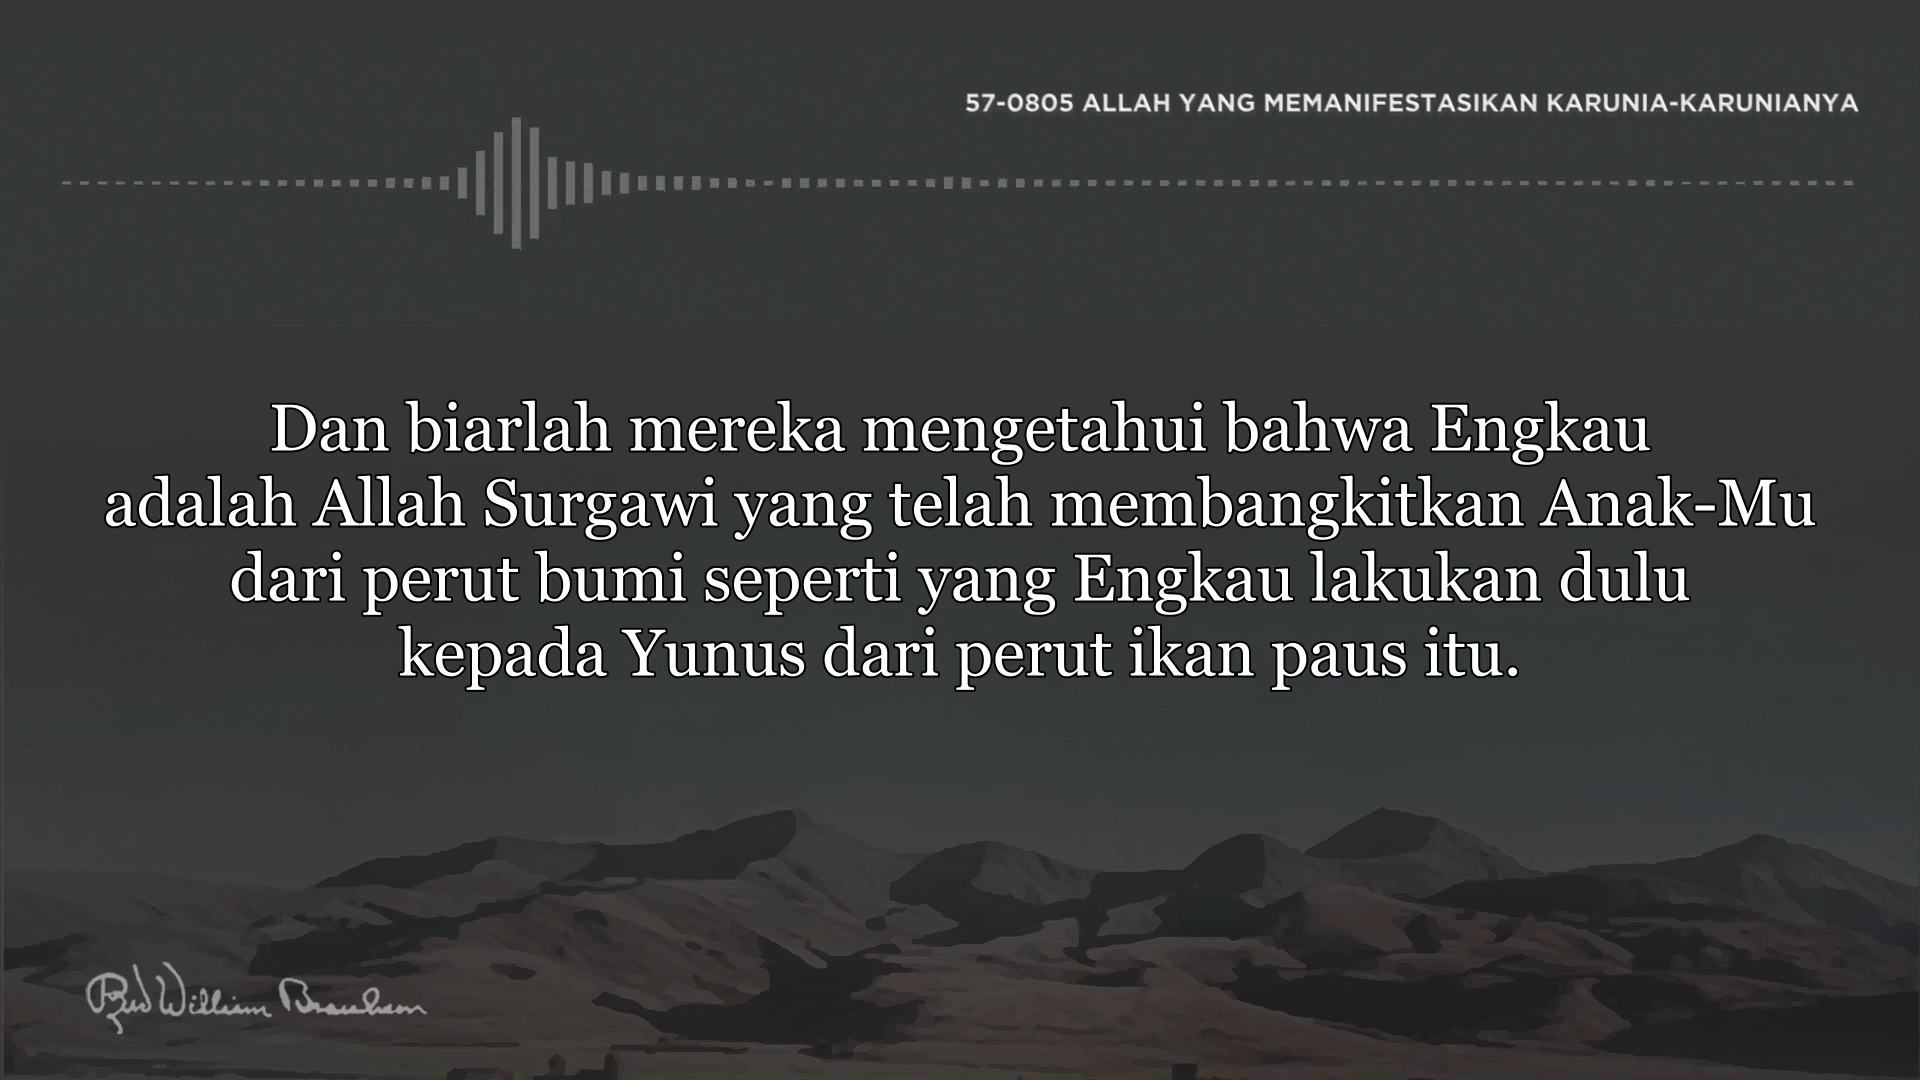 57-0805 ALLAH YANG MEMANIFESTASIKAN KARUNIA-KARUNIANYA
Dan biarlah mereka mengetahui bahwa Engkau
adalah Allah Surgawi yang telah membangkitkan Anak-Mu
dari perut bumi seperti yang Engkau lakukan dulu
kepada Yunus dari perut ikan paus itu.
William Branham